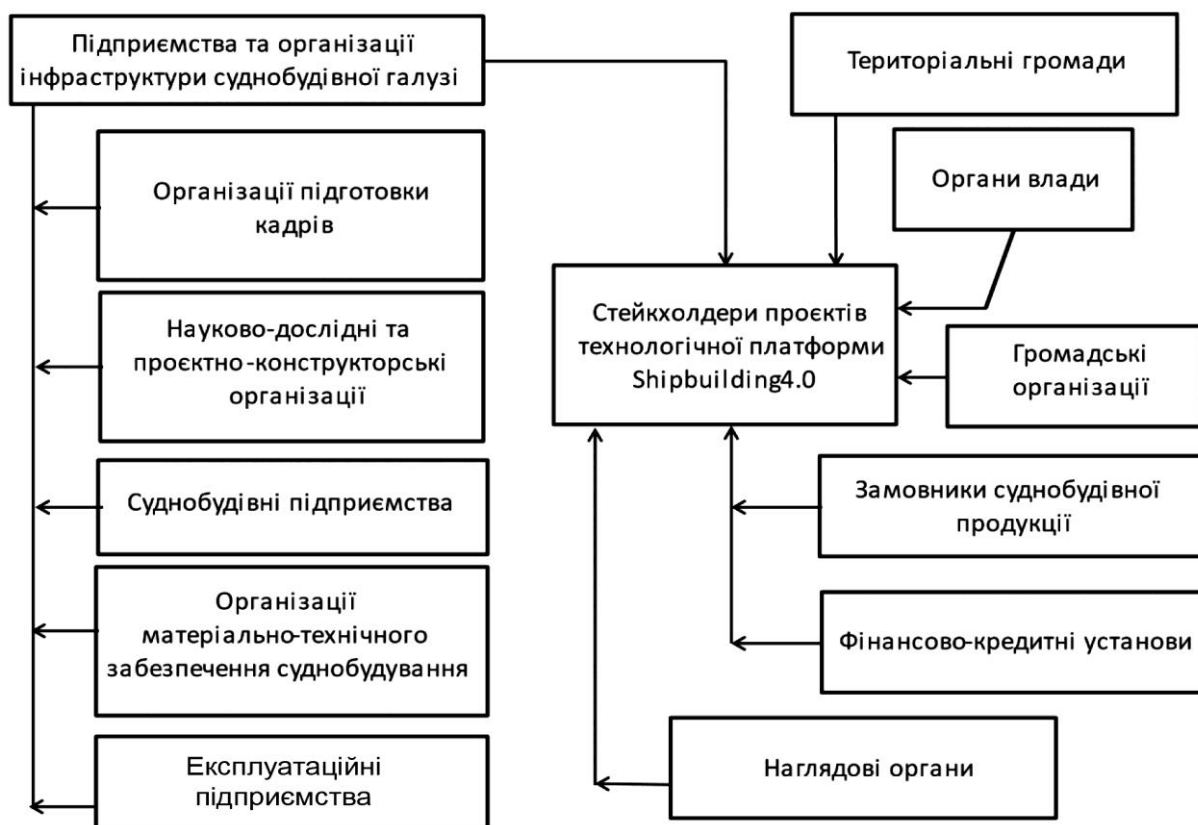 Підприємства та організації
інфраструктури суднобудівної галузі
Організації підготовки
кадрів
Науково-дослідні та
проєктно-конструкторські
організації
Суднобудівні підприємства
Організації
матеріально-технічного
забезпечення суднобудування
Експлуатаційні
підприємства
Територіальні громади
Органи влади
Стейкхолдери проєктів
технологічної платформи
Shipbuilding4.0
Громадські
організації
Замовники суднобудівної
продукції
Фінансово-кредитні установи
Наглядові органи